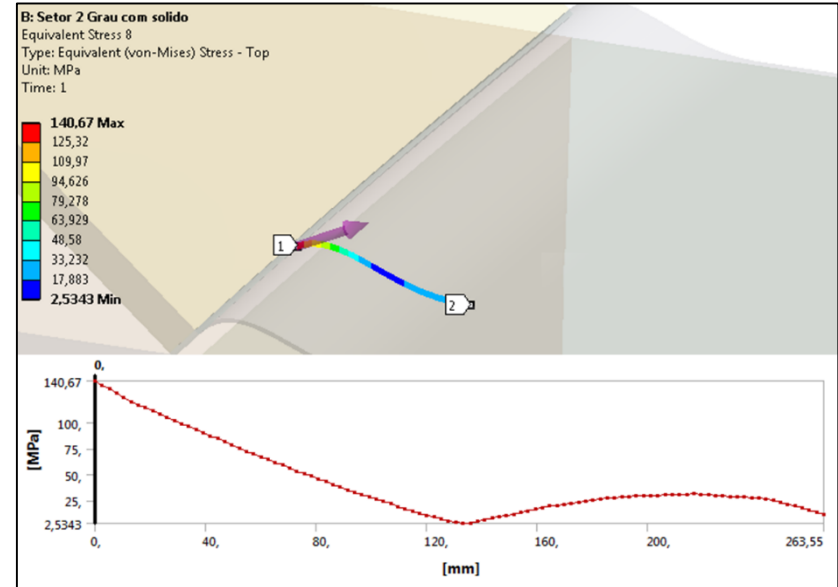 B: Setor 2 Grau com solido
Equivalent Stress 8
Type: Equivalent (von-Mises) Stress - Top
Unit: MPa
Time: 1
140,67 Max
125,32
109,97
94,626
79,278
63,929
48,58
33,232
17,883
2,5343 Min
1
2
0,
140,67
100,
75,
50,
25,
2,5343
[MPa]
0,
40,
80,
120,
160,
200,
263,55
[mm]